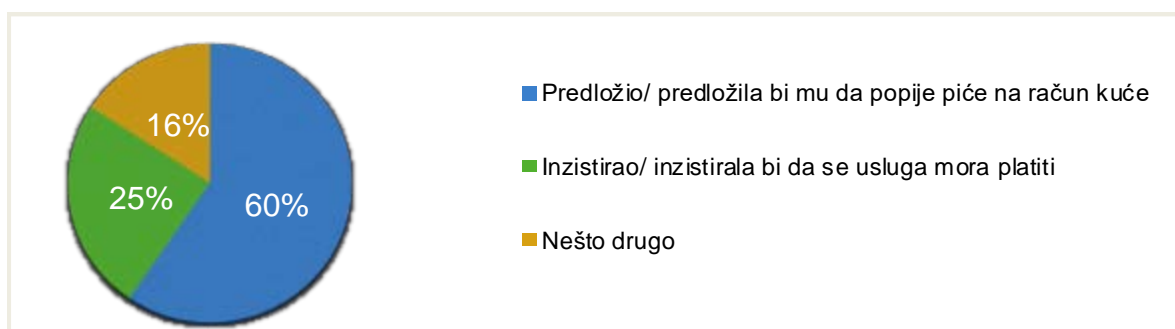 16%
25%
60%
Predložio/ predložila bi mu da popije piće na račun kuće
Inzistirao/ inzistirala bi da se usluga mora platiti
Nešto drugo